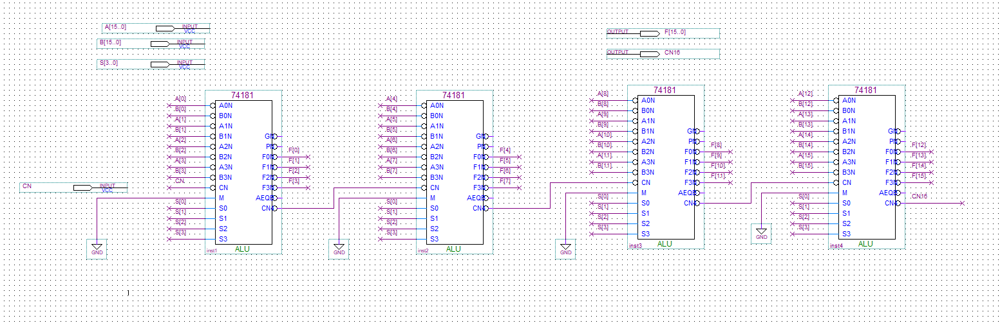 A[15..0] INPUT VCC
B[15..0] INPUT VCC
S[3..0] INPUT VCC
OUTPUT F[15..0]
OUTPUT CN16
CN INPUT VCC
74181
A[0] A0N
B[0] B0N
A[1] A1N
B[1] B1N GN
A[2] A2N PN
B[2] B2N F0N F[0]
A[3] A3N F1N F[1]
B[3] B3N F2N F[2]
CN CN F3N F[3]
M AEQB
S[0] S0 CN4
S[1] S1
S[2] S2
S[3] S3
inst1 ALU
GND
74181
A[4] A0N
B[4] B0N
A[5] A1N
B[5] B1N GN
A[6] A2N PN
B[6] B2N F0N F[4]
A[7] A3N F1N F[5]
B[7] B3N F2N F[6]
CN F3N F[7]
M AEQB
S[0] S0 CN4
S[1] S1
S[2] S2
S[3] S3
inst2 ALU
GND
74181
A[8] A0N
B[8] B0N
A[9] A1N
B[9] B1N GN
A[10] A2N PN
B[10] B2N F0N F[8]
A[11] A3N F1N F[9]
B[11] B3N F2N F[10]
CN F3N F[11]
M AEQB
S[0] S0 CN4
S[1] S1
S[2] S2
S[3] S3
inst3 ALU
GND
74181
A[12] A0N
B[12] B0N
A[13] A1N
B[13] B1N GN
A[14] A2N PN
B[14] B2N F0N F[12]
A[15] A3N F1N F[13]
B[15] B3N F2N F[14]
CN F3N F[15]
M AEQB
S[0] S0 CN4 CN16
S[1] S1
S[2] S2
S[3] S3
inst4 ALU
GND